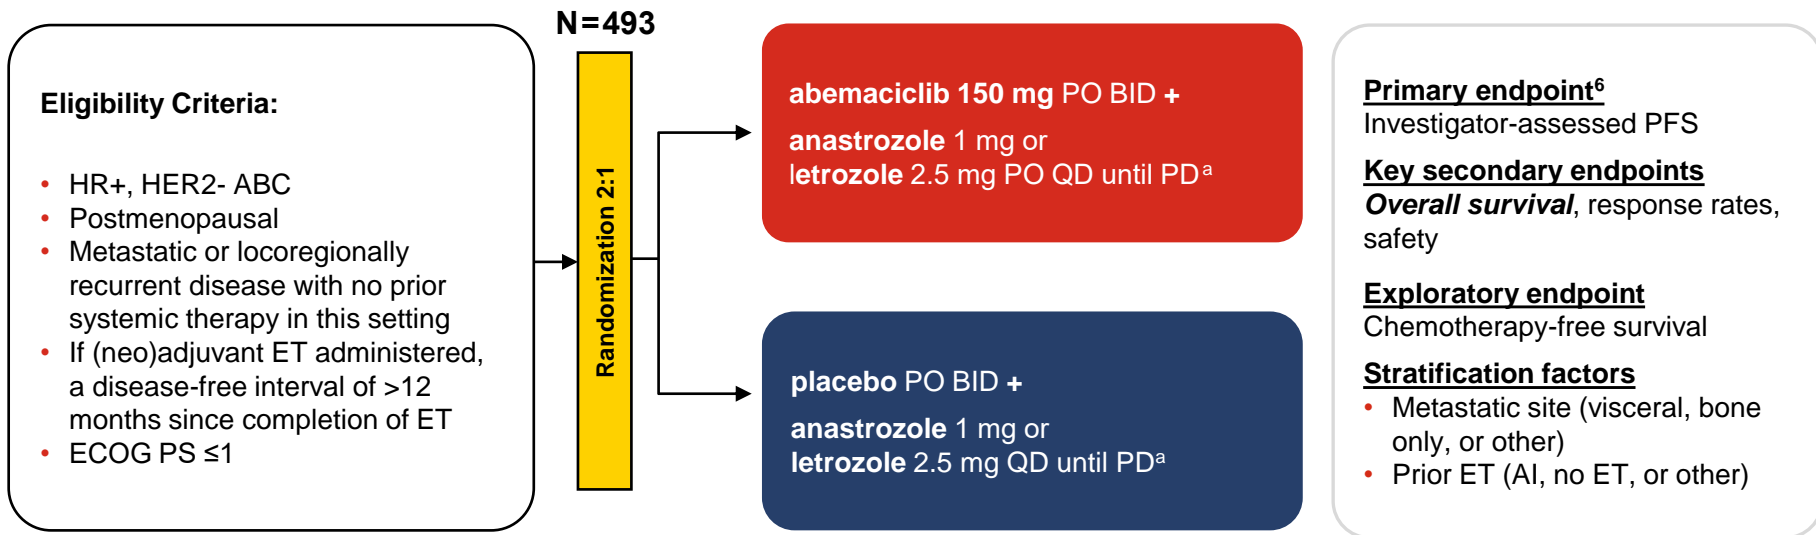 N=493
Eligibility Criteria:
• HR+, HER2- ABC
• Postmenopausal
• Metastatic or locoregionally
recurrent disease with no prior
systemic therapy in this setting
• If (neo)adjuvant ET administered,
a disease-free interval of >12
months since completion of ET
• ECOG PS ≤1
Randomization 2:1
abemaciclib 150 mg PO BID +
anastrozole 1 mg or
letrozole 2.5 mg PO QD until PDᵃ
placebo PO BID +
anastrozole 1 mg or
letrozole 2.5 mg QD until PDᵃ
Primary endpoint⁶
Investigator-assessed PFS
Key secondary endpoints
Overall survival, response rates,
safety
Exploratory endpoint
Chemotherapy-free survival
Stratification factors
• Metastatic site (visceral, bone
only, or other)
• Prior ET (AI, no ET, or other)